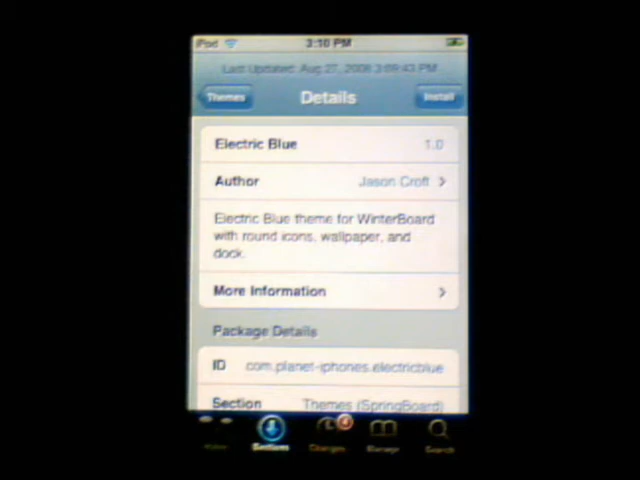 iPod 3:10 PM
Last Updated: Aug 27, 2008 3:09:43 PM
Themes Details Install
Electric Blue 1.0
Author Jason Croft
Electric Blue theme for WinterBoard
with round icons, wallpaper, and
dock.
More Information
Package Details
ID com.planet-iphones.electricblue
Section Themes (SpringBoard)
Sections Changes 4 Manage Search